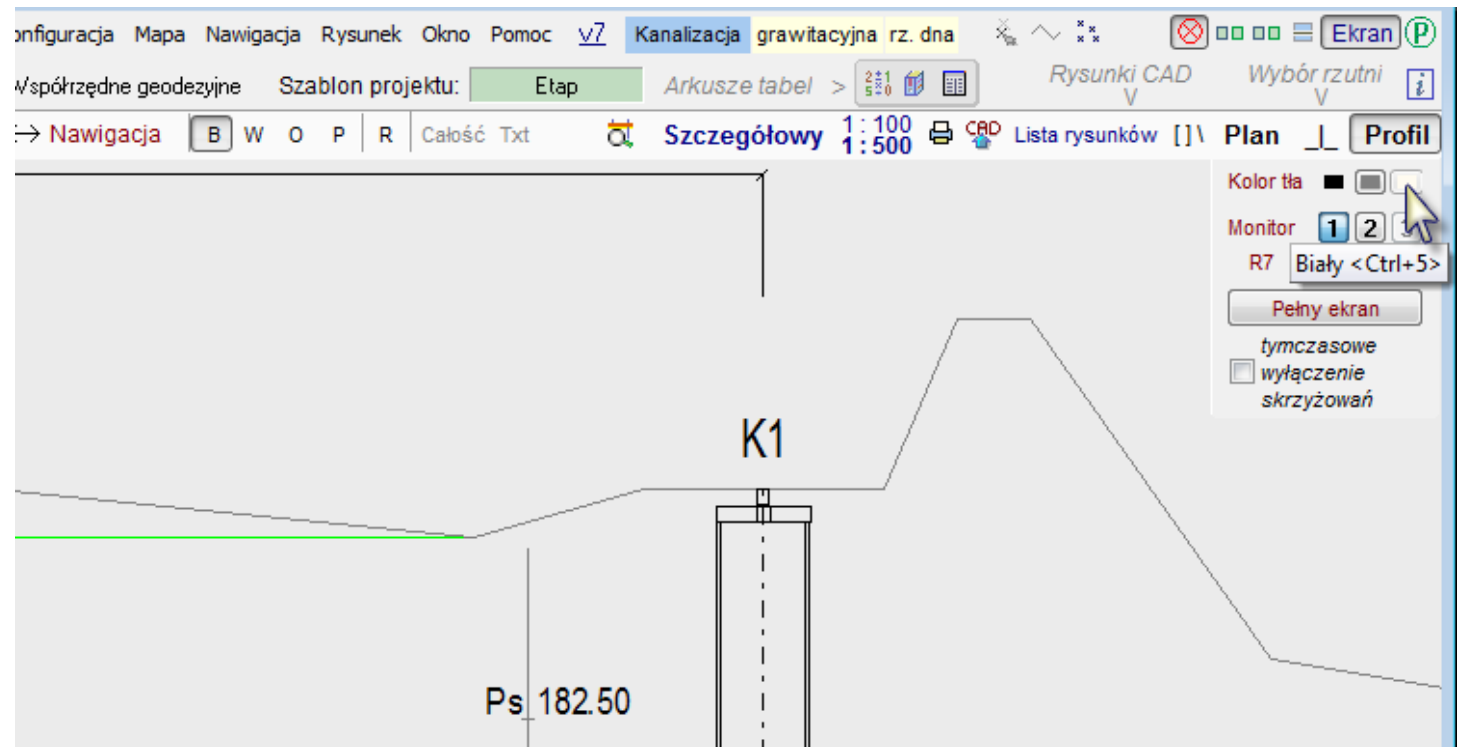 onfiguracja Mapa Nawigacja Rysunek Okno Pomoc v7 Kanalizacja grawitacyjna rz. dna Ekran P
Współrzędne geodezyjne Szablon projektu: Etap Arkusze tabel > Rysunki CAD V Wybór rzutni V i
Nawigacja B W O P R Całość Txt Szczegółowy 1:100 1:500 CAD Lista rysunków [ ] \ Plan _|_ Profil
Kolor tła
Monitor 1 2 3
R7 Biały <Ctrl+5>
Pełny ekran
tymczasowe
wyłączenie
skrzyżowań
K1
Ps 182.50